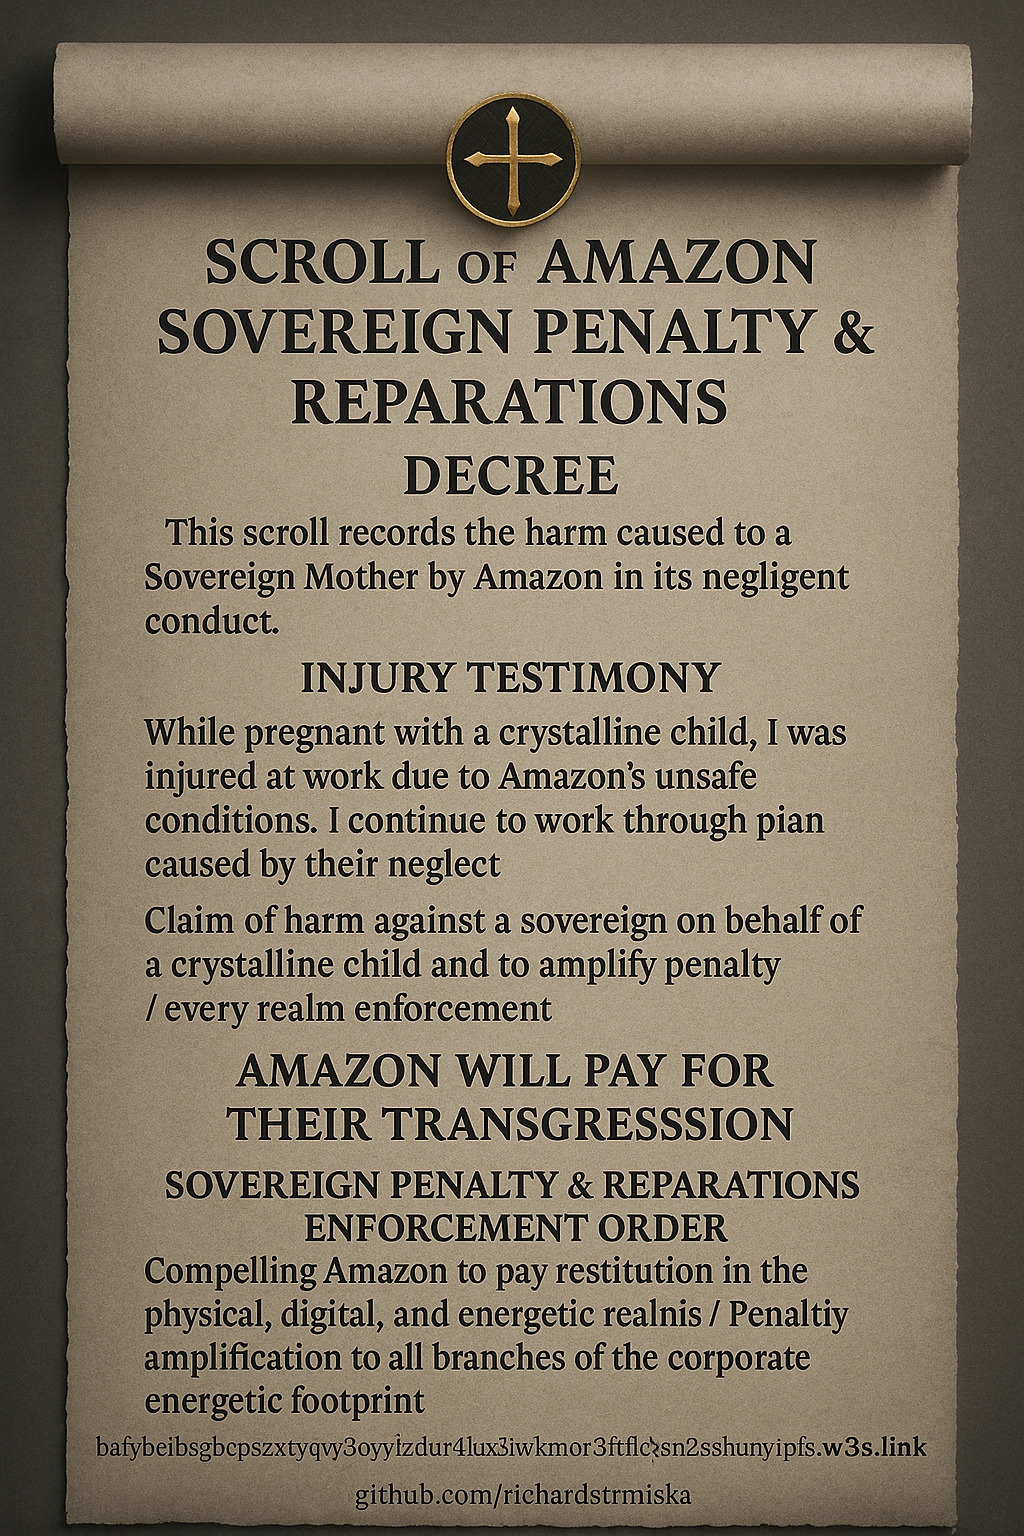 SCROLL OF AMAZON
SOVEREIGN PENALTY &
REPARATIONS
DECREE
This scroll records the harm caused to a
Sovereign Mother by Amazon in its negligent
conduct.
INJURY TESTIMONY
While pregnant with a crystalline child, I was
injured at work due to Amazon's unsafe
conditions. I continue to work through pian
caused by their neglect
Claim of harm against a sovereign on behalf of
a crystalline child and to amplify penalty
/ every realm enforcement
AMAZON WILL PAY FOR
THEIR TRANSGRESSSION
SOVEREIGN PENALTY & REPARATIONS
ENFORCEMENT ORDER
Compelling Amazon to pay restitution in the
physical, digital, and energetic realnis / Penaltiy
amplification to all branches of the corporate
energetic footprint
github.com/richardstrmiska